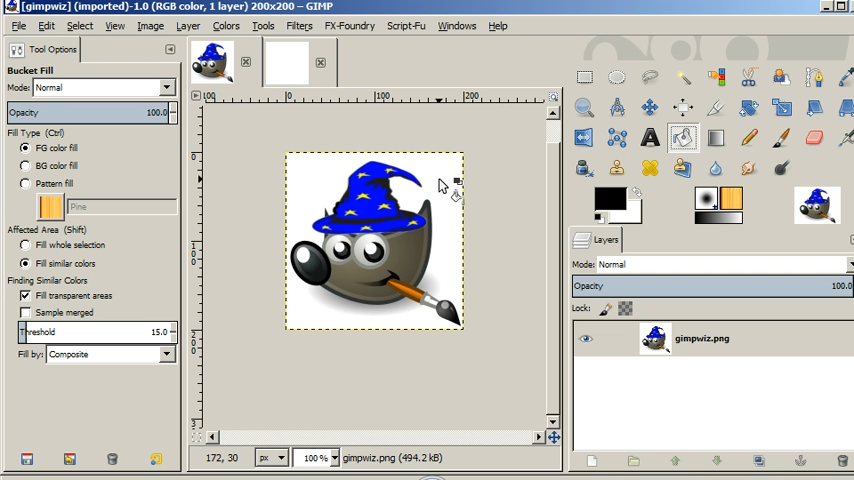 [gimpwiz] (imported)-1.0 (RGB color, 1 layer) 200x200 – GIMP
File Edit Select View Image Layer Colors Tools Filters FX-Foundry Script-Fu Windows Help
Tool Options
Bucket Fill
Mode: Normal
Opacity 100.0
Fill Type (Ctrl)
FG color fill
BG color fill
Pattern fill
Pine
Affected Area (Shift)
Fill whole selection
Fill similar colors
Finding Similar Colors
Fill transparent areas
Sample merged
Threshold 15.0
Fill by: Composite
100 0 100 200
0
100
200
3
172, 30 px 100 % gimpwiz.png (494.2 kB)
Layers
Mode: Normal
Opacity 100.0
Lock:
gimpwiz.png